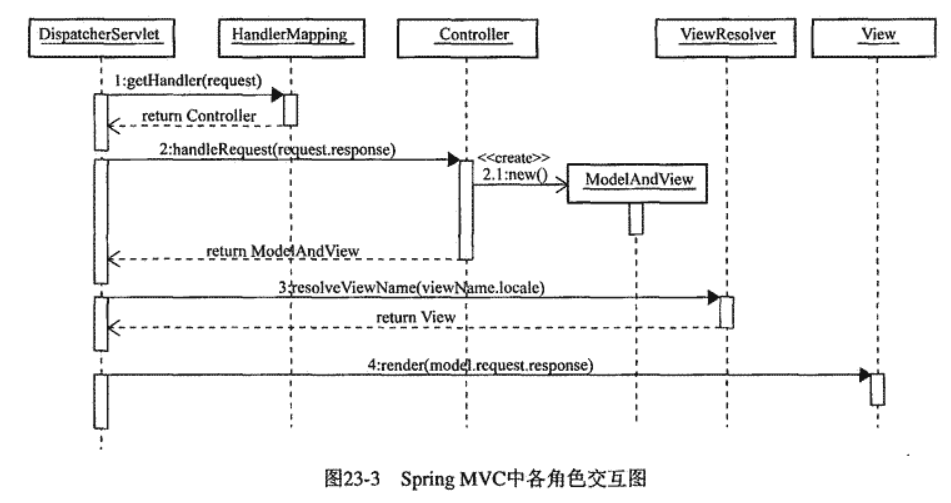 DispatcherServlet
HandlerMapping
Controller
ViewResolver
View
1:getHandler(request)
return Controller
2:handleRequest(request.response)
<<create>>
2.1:new()
ModelAndView
return ModelAndView
3:resolveViewName(viewName.locale)
return View
4:render(model.request.response)
图23-3 Spring MVC中各角色交互图